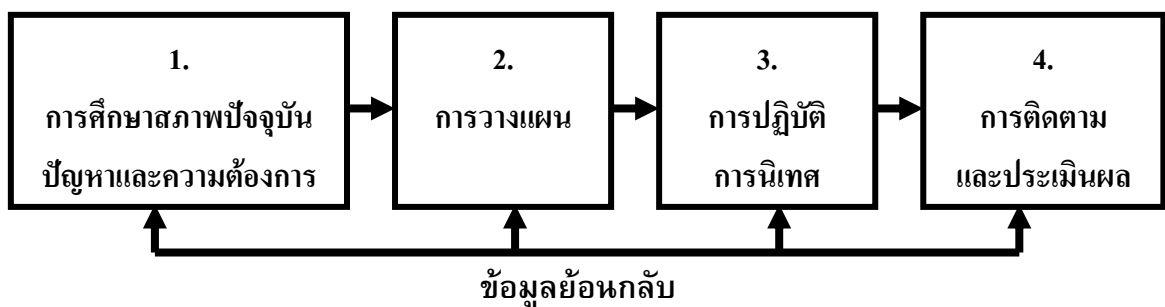 1.
การศึกษาสภาพปัจจุบัน
ปัญหาและความต้องการ
2.
การวางแผน
3.
การปฏิบัติ
การนิเทศ
4.
การติดตาม
และประเมินผล
ข้อมูลย้อนกลับ